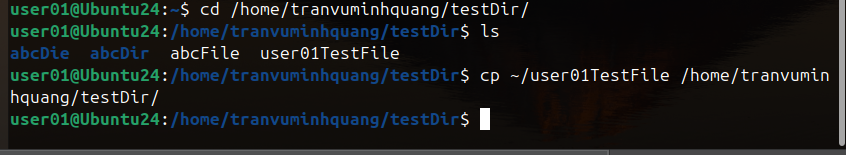 user01@Ubuntu24:~$ cd /home/tranvuminhquang/testDir/
user01@Ubuntu24:/home/tranvuminhquang/testDir$ ls
abcDie  abcDir  abcFile  user01TestFile
user01@Ubuntu24:/home/tranvuminhquang/testDir$ cp ~/user01TestFile /home/tranvumin
hquang/testDir/
user01@Ubuntu24:/home/tranvuminhquang/testDir$